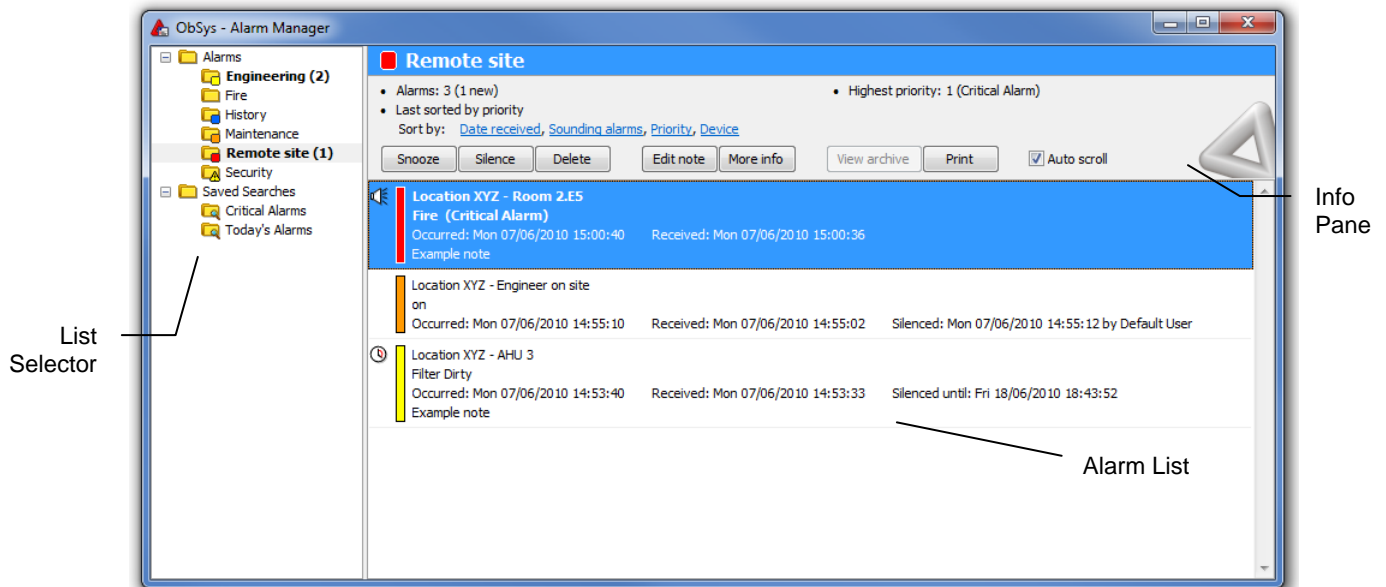 ObSys - Alarm Manager
Alarms
Engineering (2)
Fire
History
Maintenance
Remote site (1)
Security
Saved Searches
Critical Alarms
Today's Alarms
Remote site
• Alarms: 3 (1 new)
• Highest priority: 1 (Critical Alarm)
• Last sorted by priority
Sort by: Date received, Sounding alarms, Priority, Device
Snooze Silence Delete Edit note More info View archive Print Auto scroll
Location XYZ - Room 2.E5
Fire (Critical Alarm)
Occurred: Mon 07/06/2010 15:00:40 Received: Mon 07/06/2010 15:00:36
Example note
Location XYZ - Engineer on site
on
Occurred: Mon 07/06/2010 14:55:10 Received: Mon 07/06/2010 14:55:02 Silenced: Mon 07/06/2010 14:55:12 by Default User
Location XYZ - AHU 3
Filter Dirty
Occurred: Mon 07/06/2010 14:53:40 Received: Mon 07/06/2010 14:53:33 Silenced until: Fri 18/06/2010 18:43:52
Example note
List
Selector
Info
Pane
Alarm List